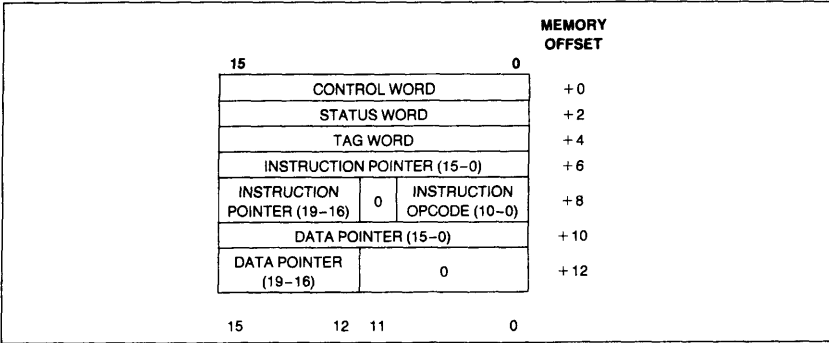 MEMORY
OFFSET
15 0
CONTROL WORD +0
STATUS WORD +2
TAG WORD +4
INSTRUCTION POINTER (15–0) +6
INSTRUCTION POINTER (19–16) 0 INSTRUCTION OPCODE (10–0) +8
DATA POINTER (15–0) +10
DATA POINTER (19–16) 0 +12
15 12 11 0